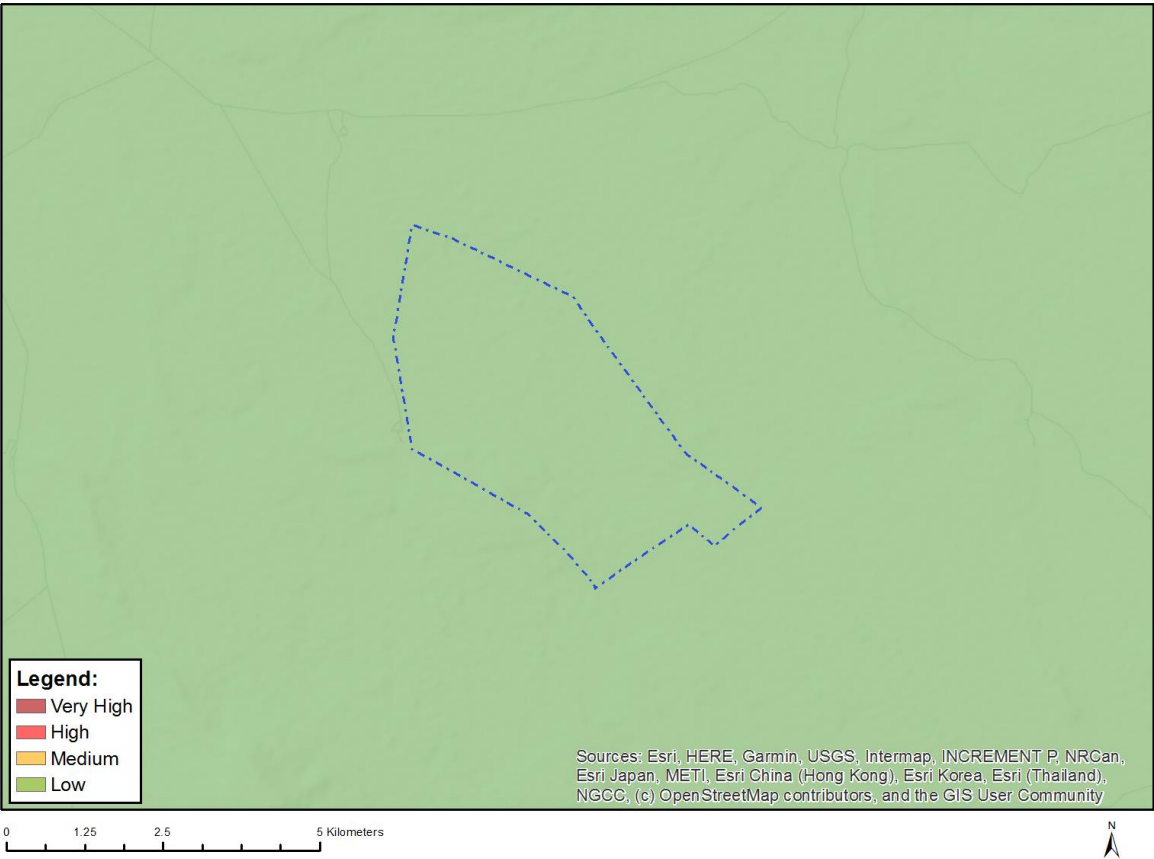 Legend:
Very High
High
Medium
Low
Sources: Esri, HERE, Garmin, USGS, Intermap, INCREMENT P, NRCan,
Esri Japan, METI, Esri China (Hong Kong), Esri Korea, Esri (Thailand),
NGCC, (c) OpenStreetMap contributors, and the GIS User Community
0 1.25 2.5 5 Kilometers
N